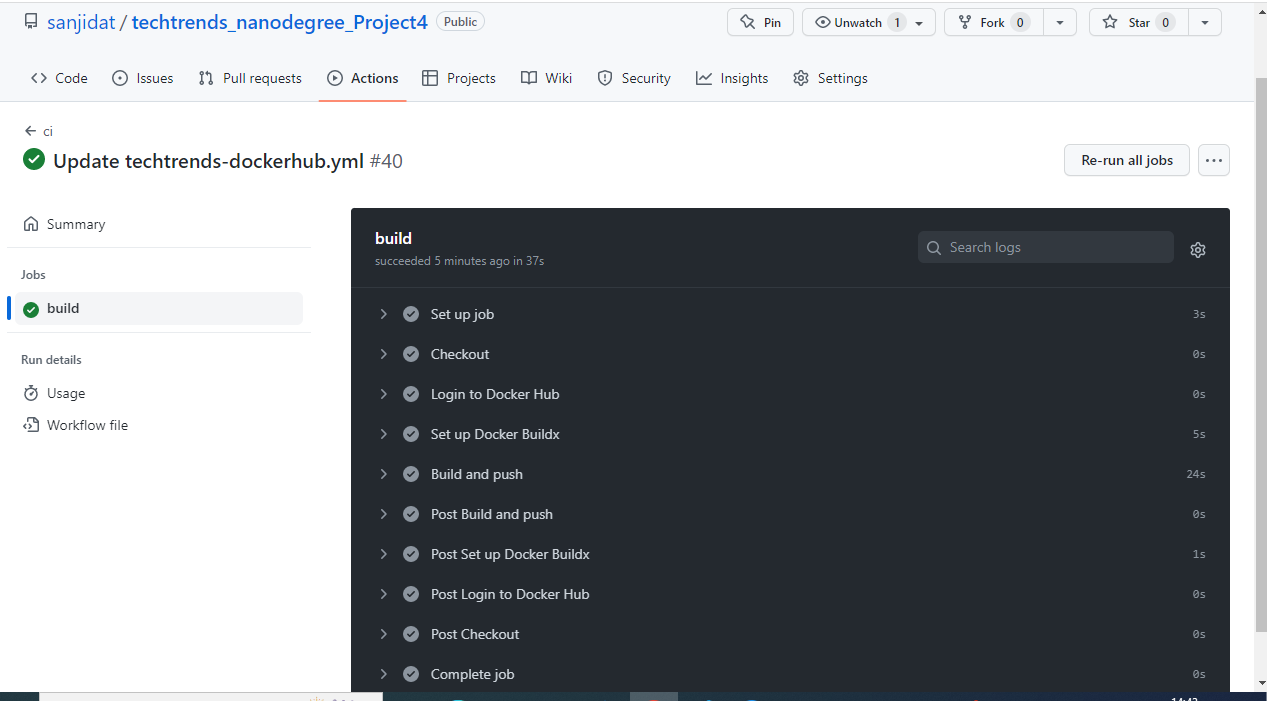 sanjidat / techtrends_nanodegree_Project4 Public Pin Unwatch 1 Fork 0 Star 0
Code Issues Pull requests Actions Projects Wiki Security Insights Settings
ci
Update techtrends-dockerhub.yml #40 Re-run all jobs
Summary
Jobs
build
Run details
Usage
Workflow file
build
succeeded 5 minutes ago in 37s
Search logs
Set up job 3s
Checkout 0s
Login to Docker Hub 0s
Set up Docker Buildx 5s
Build and push 24s
Post Build and push 0s
Post Set up Docker Buildx 1s
Post Login to Docker Hub 0s
Post Checkout 0s
Complete job 0s